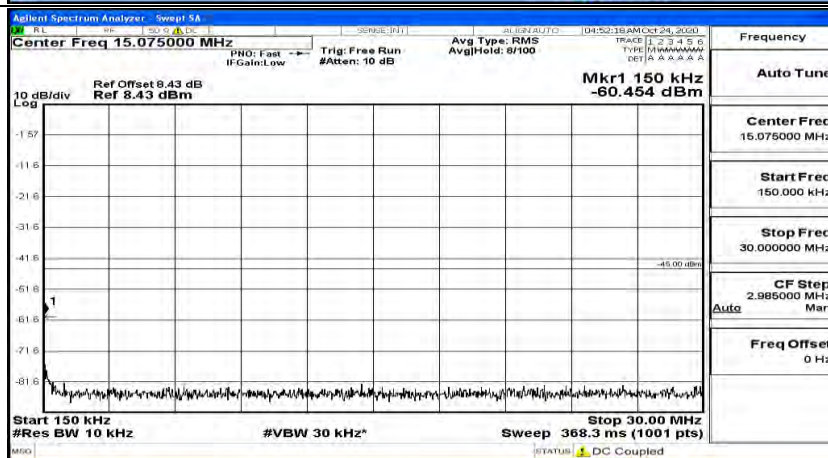 Agilent Spectrum Analyzer - Swept SA
RL RF 50 Ω DC SENSE:INT ALIGN AUTO 04:52:18 AM Oct 24, 2020
Center Freq 15.075000 MHz
PNO: Fast
IFGain:Low
Trig: Free Run
#Atten: 10 dB
Avg Type: RMS
Avg|Hold: 8/100
TRACE 1 2 3 4 5 6
TYPE M
DET A A A A A A
Mkr1 150 kHz
-60.454 dBm
Ref Offset 8.43 dB
10 dB/div Ref 8.43 dBm
Log
-1.57
-11.6
-21.6
-31.6
-41.6
-45.00 dBm
-51.6
1
-61.6
-71.6
-81.6
Start 150 kHz
Stop 30.00 MHz
#Res BW 10 kHz #VBW 30 kHz* Sweep 368.3 ms (1001 pts)
MSG STATUS DC Coupled
Frequency
Auto Tune
Center Freq
15.075000 MHz
Start Freq
150.000 kHz
Stop Freq
30.000000 MHz
CF Step
2.985000 MHz
Auto Man
Freq Offset
0 Hz